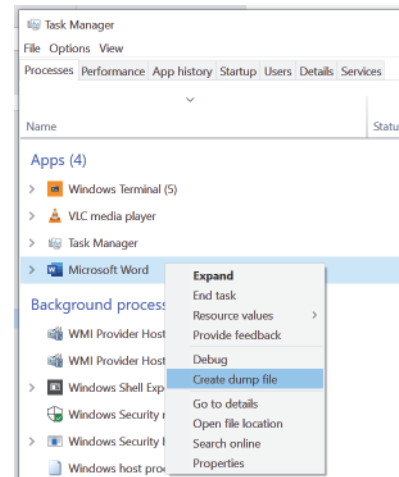 Task Manager
File Options View
Processes Performance App history Startup Users Details Services
Name Statu
Apps (4)
Windows Terminal (5)
VLC media player
Task Manager
Microsoft Word
Expand
End task
Resource values
Provide feedback
Debug
Create dump file
Go to details
Open file location
Search online
Properties
Background process
WMI Provider Host
WMI Provider Host
Windows Shell Exp
Windows Security
Windows Security
Windows host pro